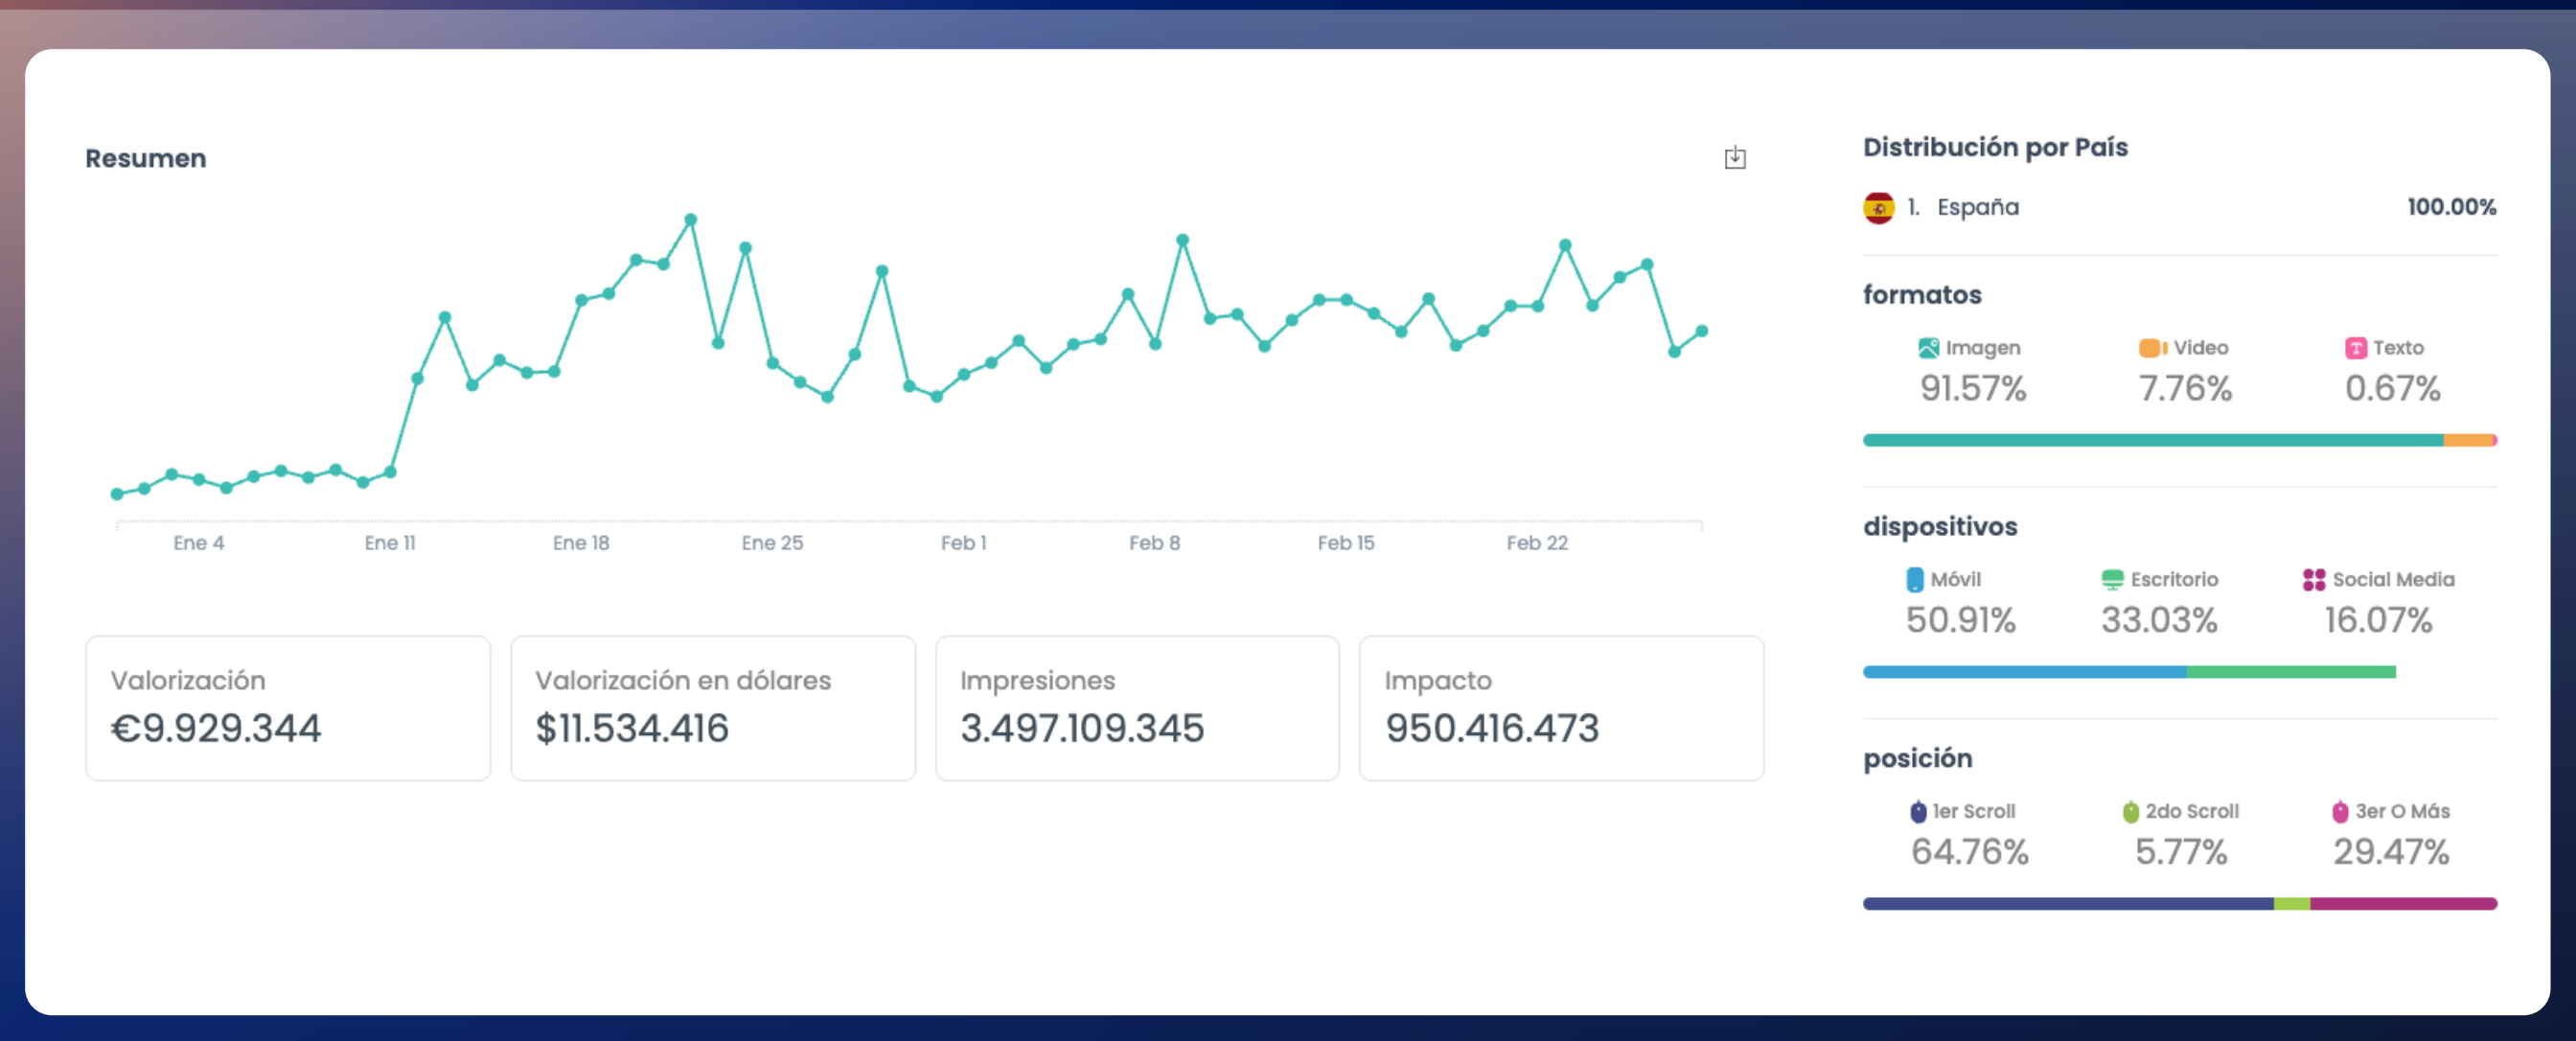 Resumen
Ene 4 Ene 11 Ene 18 Ene 25 Feb 1 Feb 8 Feb 15 Feb 22
Valorización
€9.929.344
Valorización en dólares
$11.534.416
Impresiones
3.497.109.345
Impacto
950.416.473
Distribución por País
1. España 100.00%
formatos
Imagen Video Texto
91.57% 7.76% 0.67%
dispositivos
Móvil Escritorio Social Media
50.91% 33.03% 16.07%
posición
1er Scroll 2do Scroll 3er O Más
64.76% 5.77% 29.47%